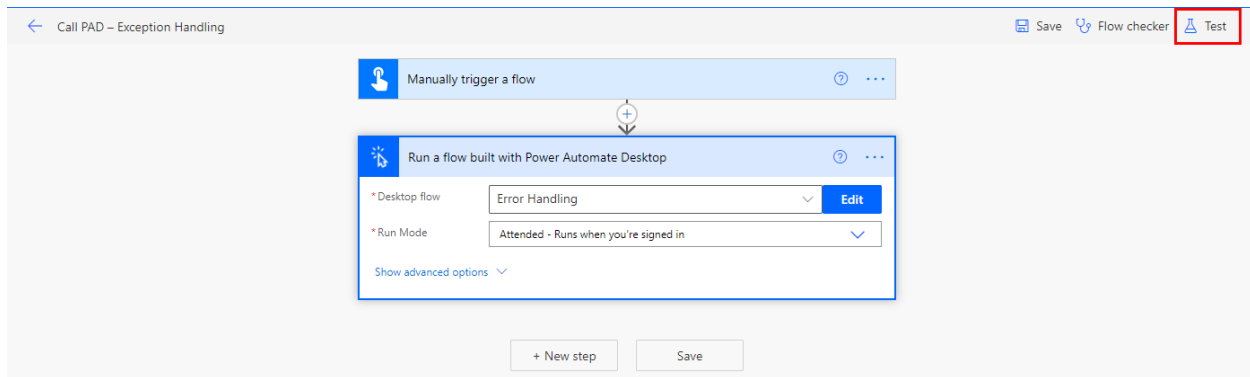 Call PAD – Exception Handling
Save
Flow checker
Test
Manually trigger a flow
Run a flow built with Power Automate Desktop
* Desktop flow
Error Handling
Edit
* Run Mode
Attended - Runs when you're signed in
Show advanced options
+ New step
Save